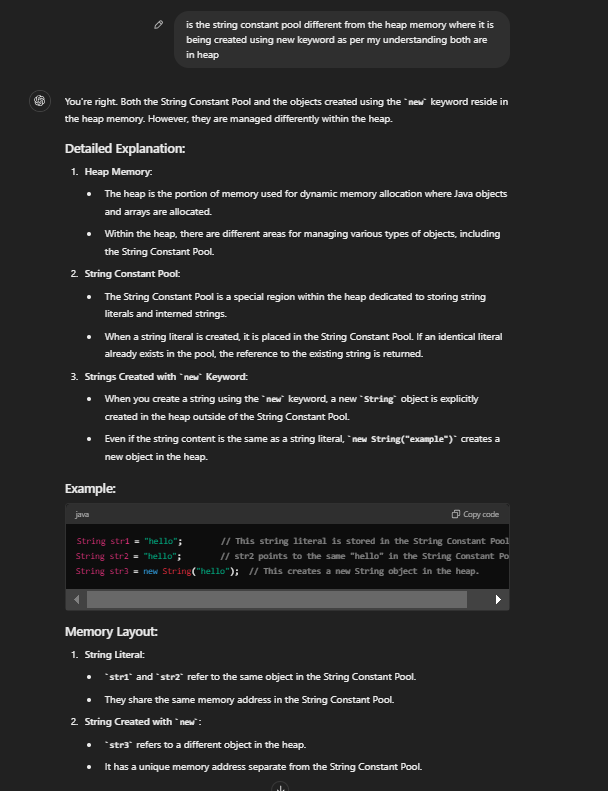 is the string constant pool different from the heap memory where it is
being created using new keyword as per my understanding both are
in heap
You're right. Both the String Constant Pool and the objects created using the `new` keyword reside in
the heap memory. However, they are managed differently within the heap.
Detailed Explanation:
1. Heap Memory:
• The heap is the portion of memory used for dynamic memory allocation where Java objects
and arrays are allocated.
• Within the heap, there are different areas for managing various types of objects, including
the String Constant Pool.
2. String Constant Pool:
• The String Constant Pool is a special region within the heap dedicated to storing string
literals and interned strings.
• When a string literal is created, it is placed in the String Constant Pool. If an identical literal
already exists in the pool, the reference to the existing string is returned.
3. Strings Created with `new` Keyword:
• When you create a string using the `new` keyword, a new `String` object is explicitly
created in the heap outside of the String Constant Pool.
• Even if the string content is the same as a string literal, `new String("example")` creates a
new object in the heap.
Example:
java Copy code
String str1 = "hello"; // This string literal is stored in the String Constant Pool
String str2 = "hello"; // str2 points to the same "hello" in the String Constant Po
String str3 = new String("hello"); // This creates a new String object in the heap.
Memory Layout:
1. String Literal:
• `str1` and `str2` refer to the same object in the String Constant Pool.
• They share the same memory address in the String Constant Pool.
2. String Created with `new`:
• `str3` refers to a different object in the heap.
• It has a unique memory address separate from the String Constant Pool.